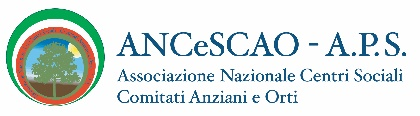 ANCeSCAO - A.P.S.
Associazione Nazionale Centri Sociali
Comitati Anziani e Orti